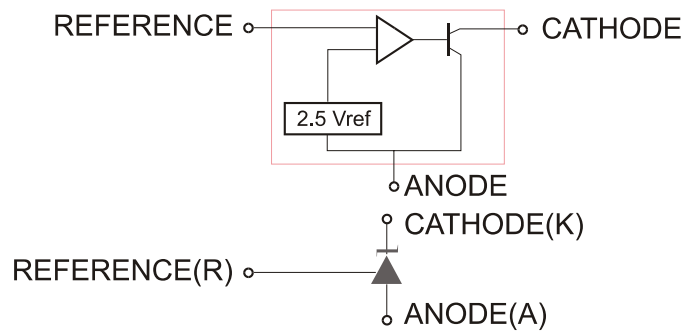 REFERENCE
CATHODE
2.5 Vref
ANODE
CATHODE(K)
REFERENCE(R)
ANODE(A)